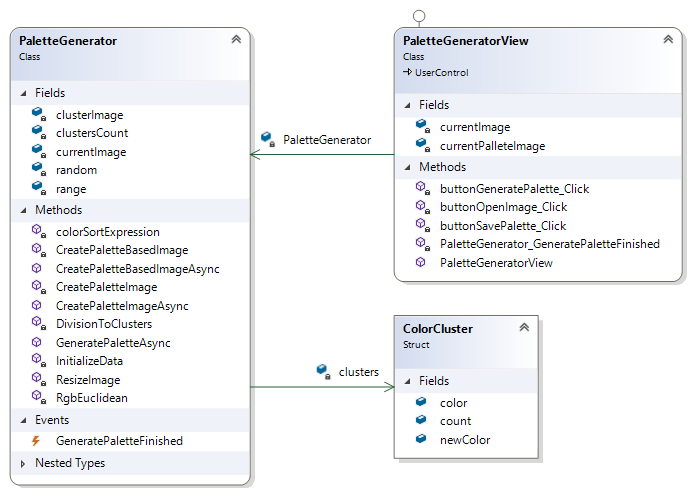 PaletteGenerator
Class
Fields
clusterImage
clustersCount
currentImage
random
range
Methods
colorSortExpression
CreatePaletteBasedImage
CreatePaletteBasedImageAsync
CreatePaletteImage
CreatePaletteImageAsync
DivisionToClusters
GeneratePaletteAsync
InitializeData
ResizeImage
RgbEuclidean
Events
GeneratePaletteFinished
Nested Types
PaletteGenerator
PaletteGeneratorView
Class
UserControl
Fields
currentImage
currentPalleteImage
Methods
buttonGeneratePalette_Click
buttonOpenImage_Click
buttonSavePalette_Click
PaletteGenerator_GeneratePaletteFinished
PaletteGeneratorView
clusters
ColorCluster
Struct
Fields
color
count
newColor